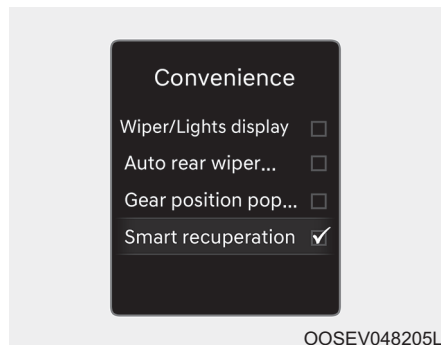 Convenience
Wiper/Lights display
Auto rear wiper...
Gear position pop...
Smart recuperation
OOSEV048205L